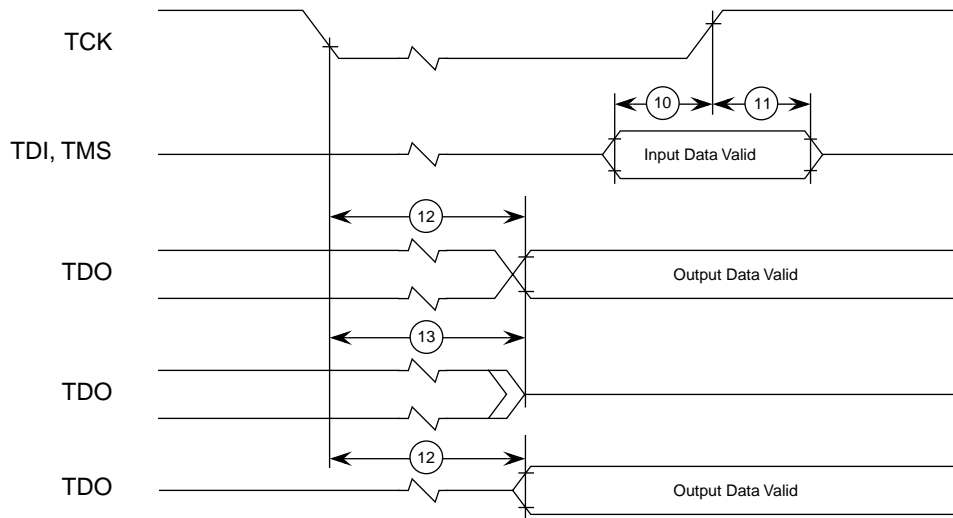 TCK
10
11
TDI, TMS
Input Data Valid
12
TDO
Output Data Valid
13
TDO
12
TDO
Output Data Valid